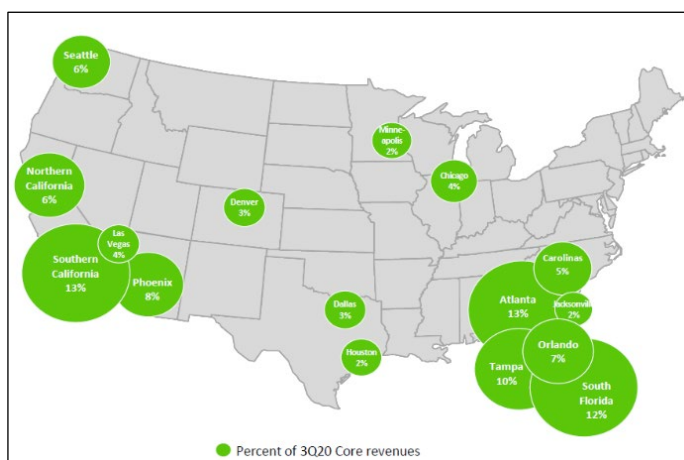 Seattle
6%
Northern
California
6%
Las
Vegas
4%
Southern
California
13%
Phoenix
8%
Denver
3%
Minne-
apolis
2%
Chicago
4%
Dallas
3%
Houston
2%
Carolinas
5%
Atlanta
13%
Jacksonville
2%
Orlando
7%
Tampa
10%
South
Florida
12%
Percent of 3Q20 Core revenues